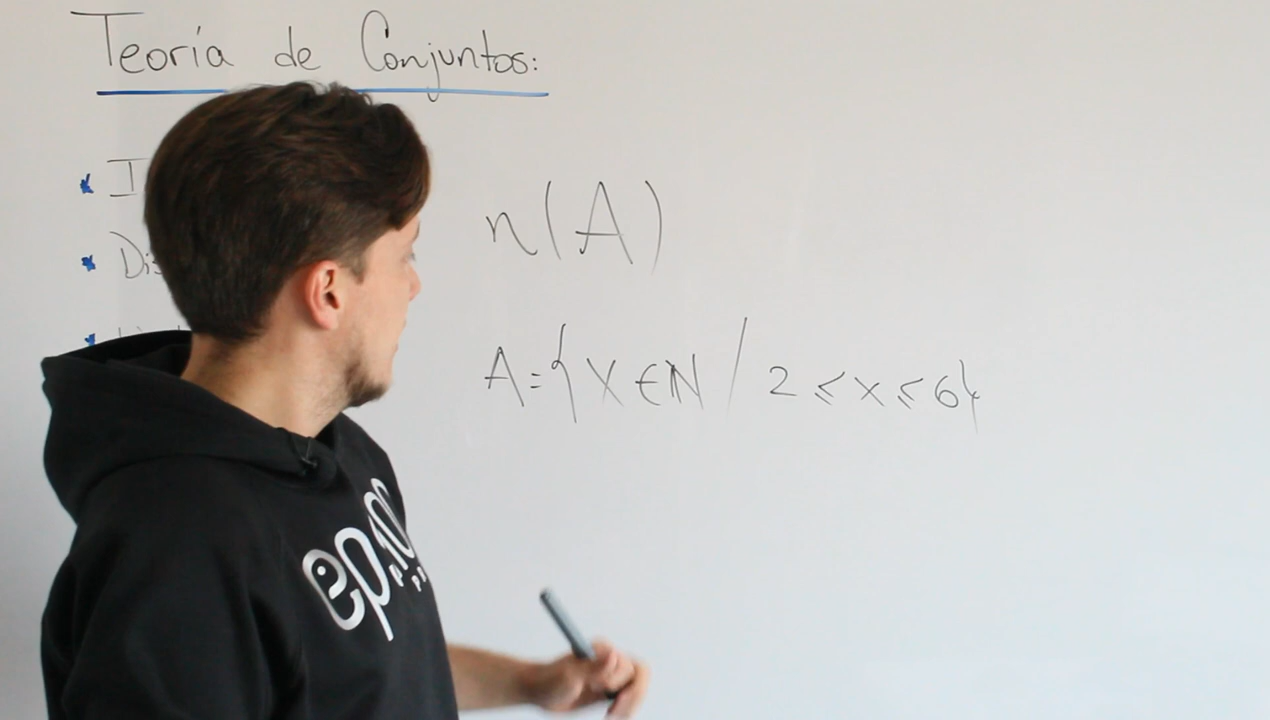 Teoría de Conjuntos:
n(A)
A={X∈ℕ / 2 ⩽ x ⩽ 6}